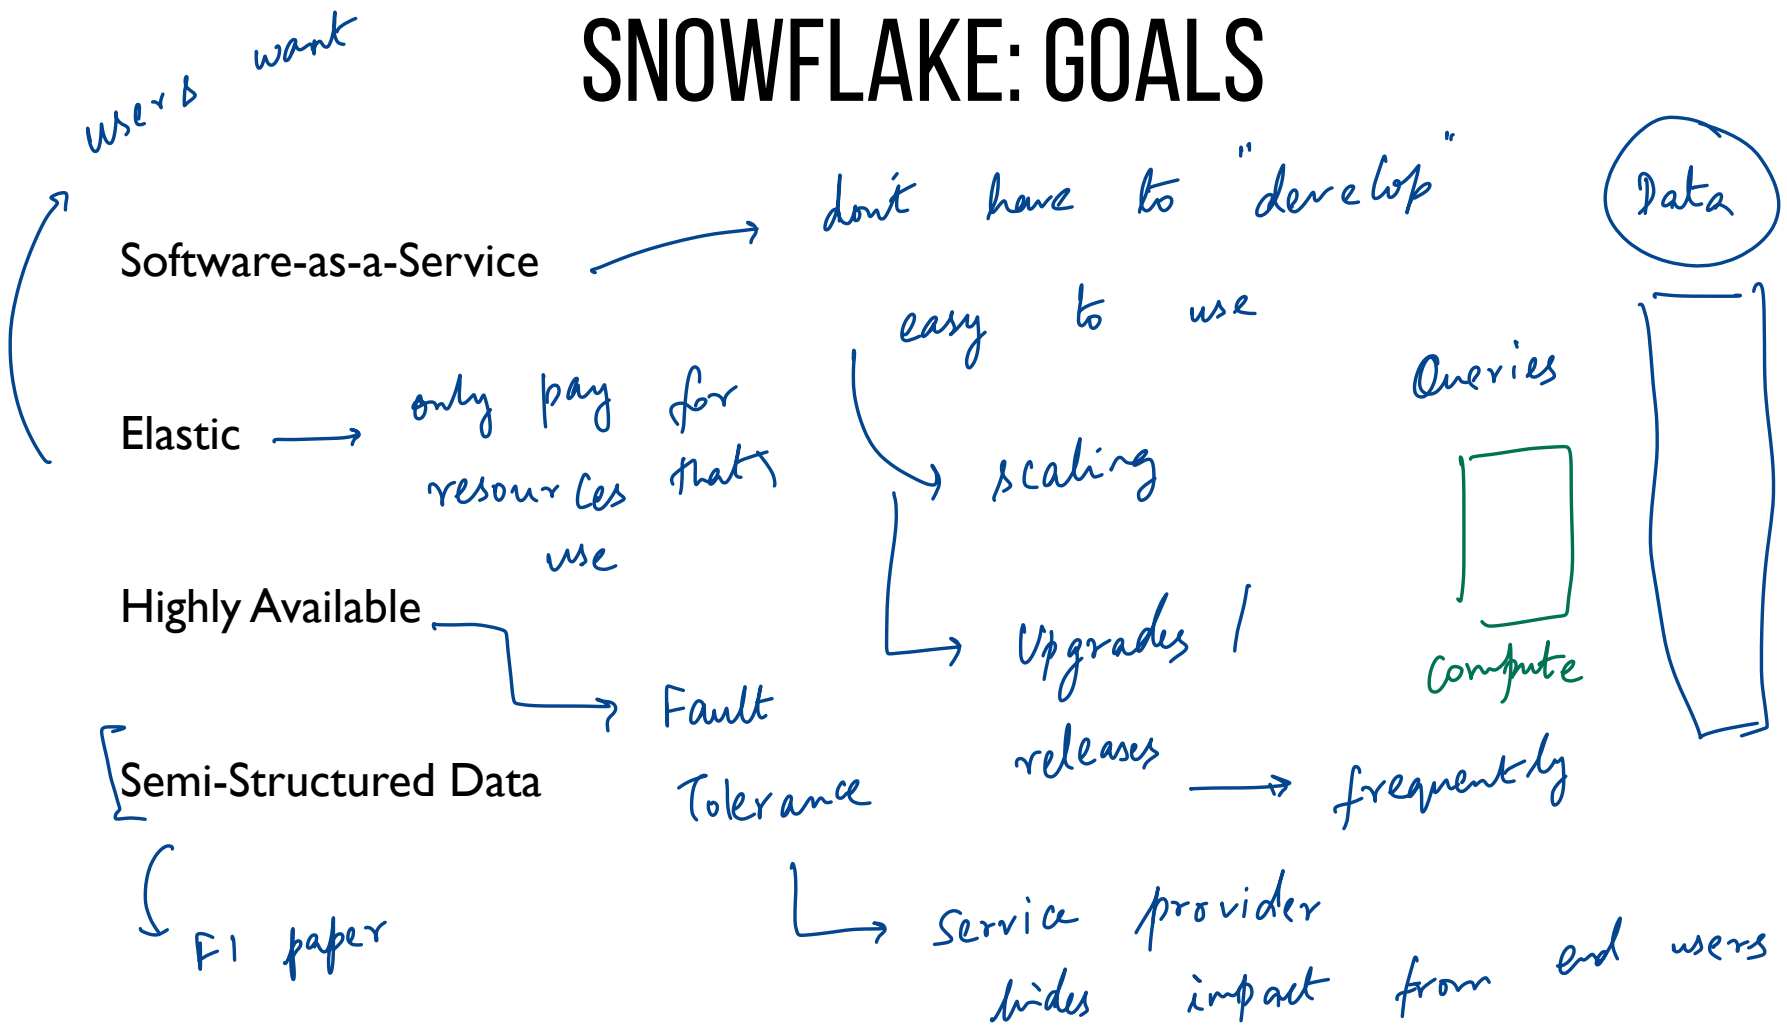 SNOWFLAKE: GOALS
users want
Software-as-a-Service
don't have to "develop"
Data
easy to use
Queries
Elastic
only pay for
resources that
use
scaling
Highly Available
Upgrades /
releases
frequently
compute
Fault
Tolerance
Semi-Structured Data
F1 paper
Service provider
hides impact from end users